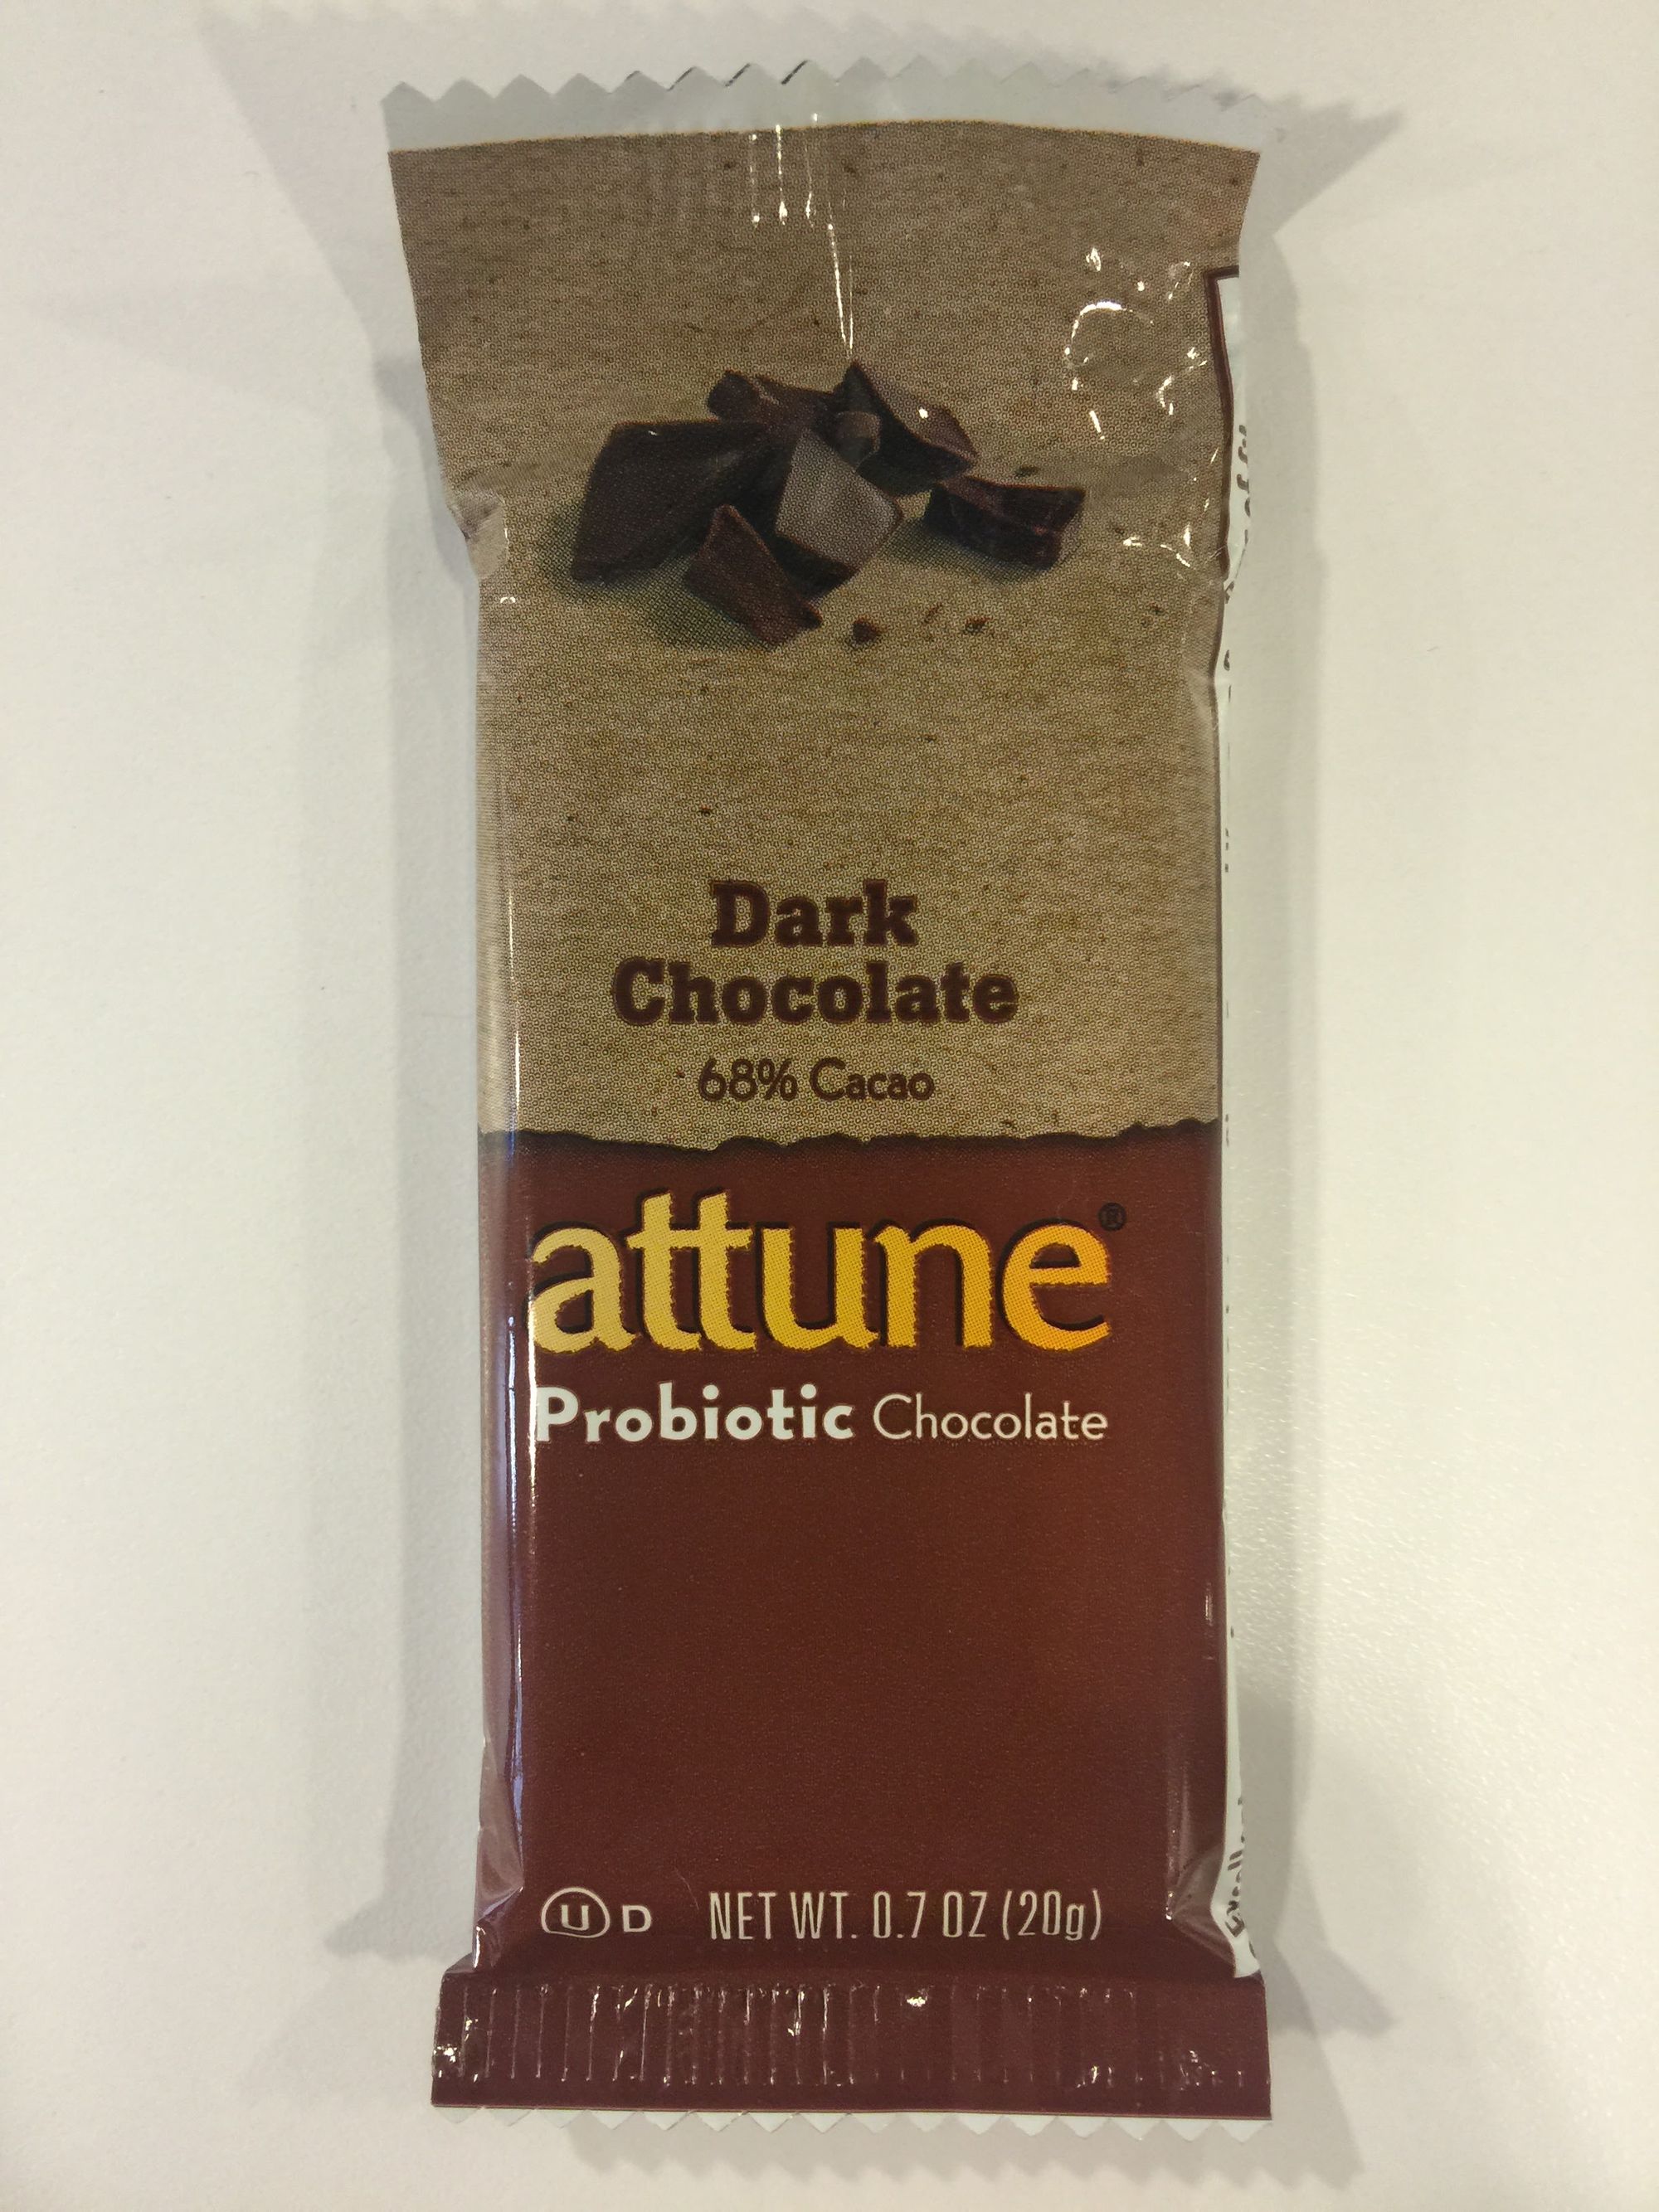 Dark
Chocolate
68% Cacao
attune®
Probiotic Chocolate
U D NET WT. 0.7 OZ (20g)